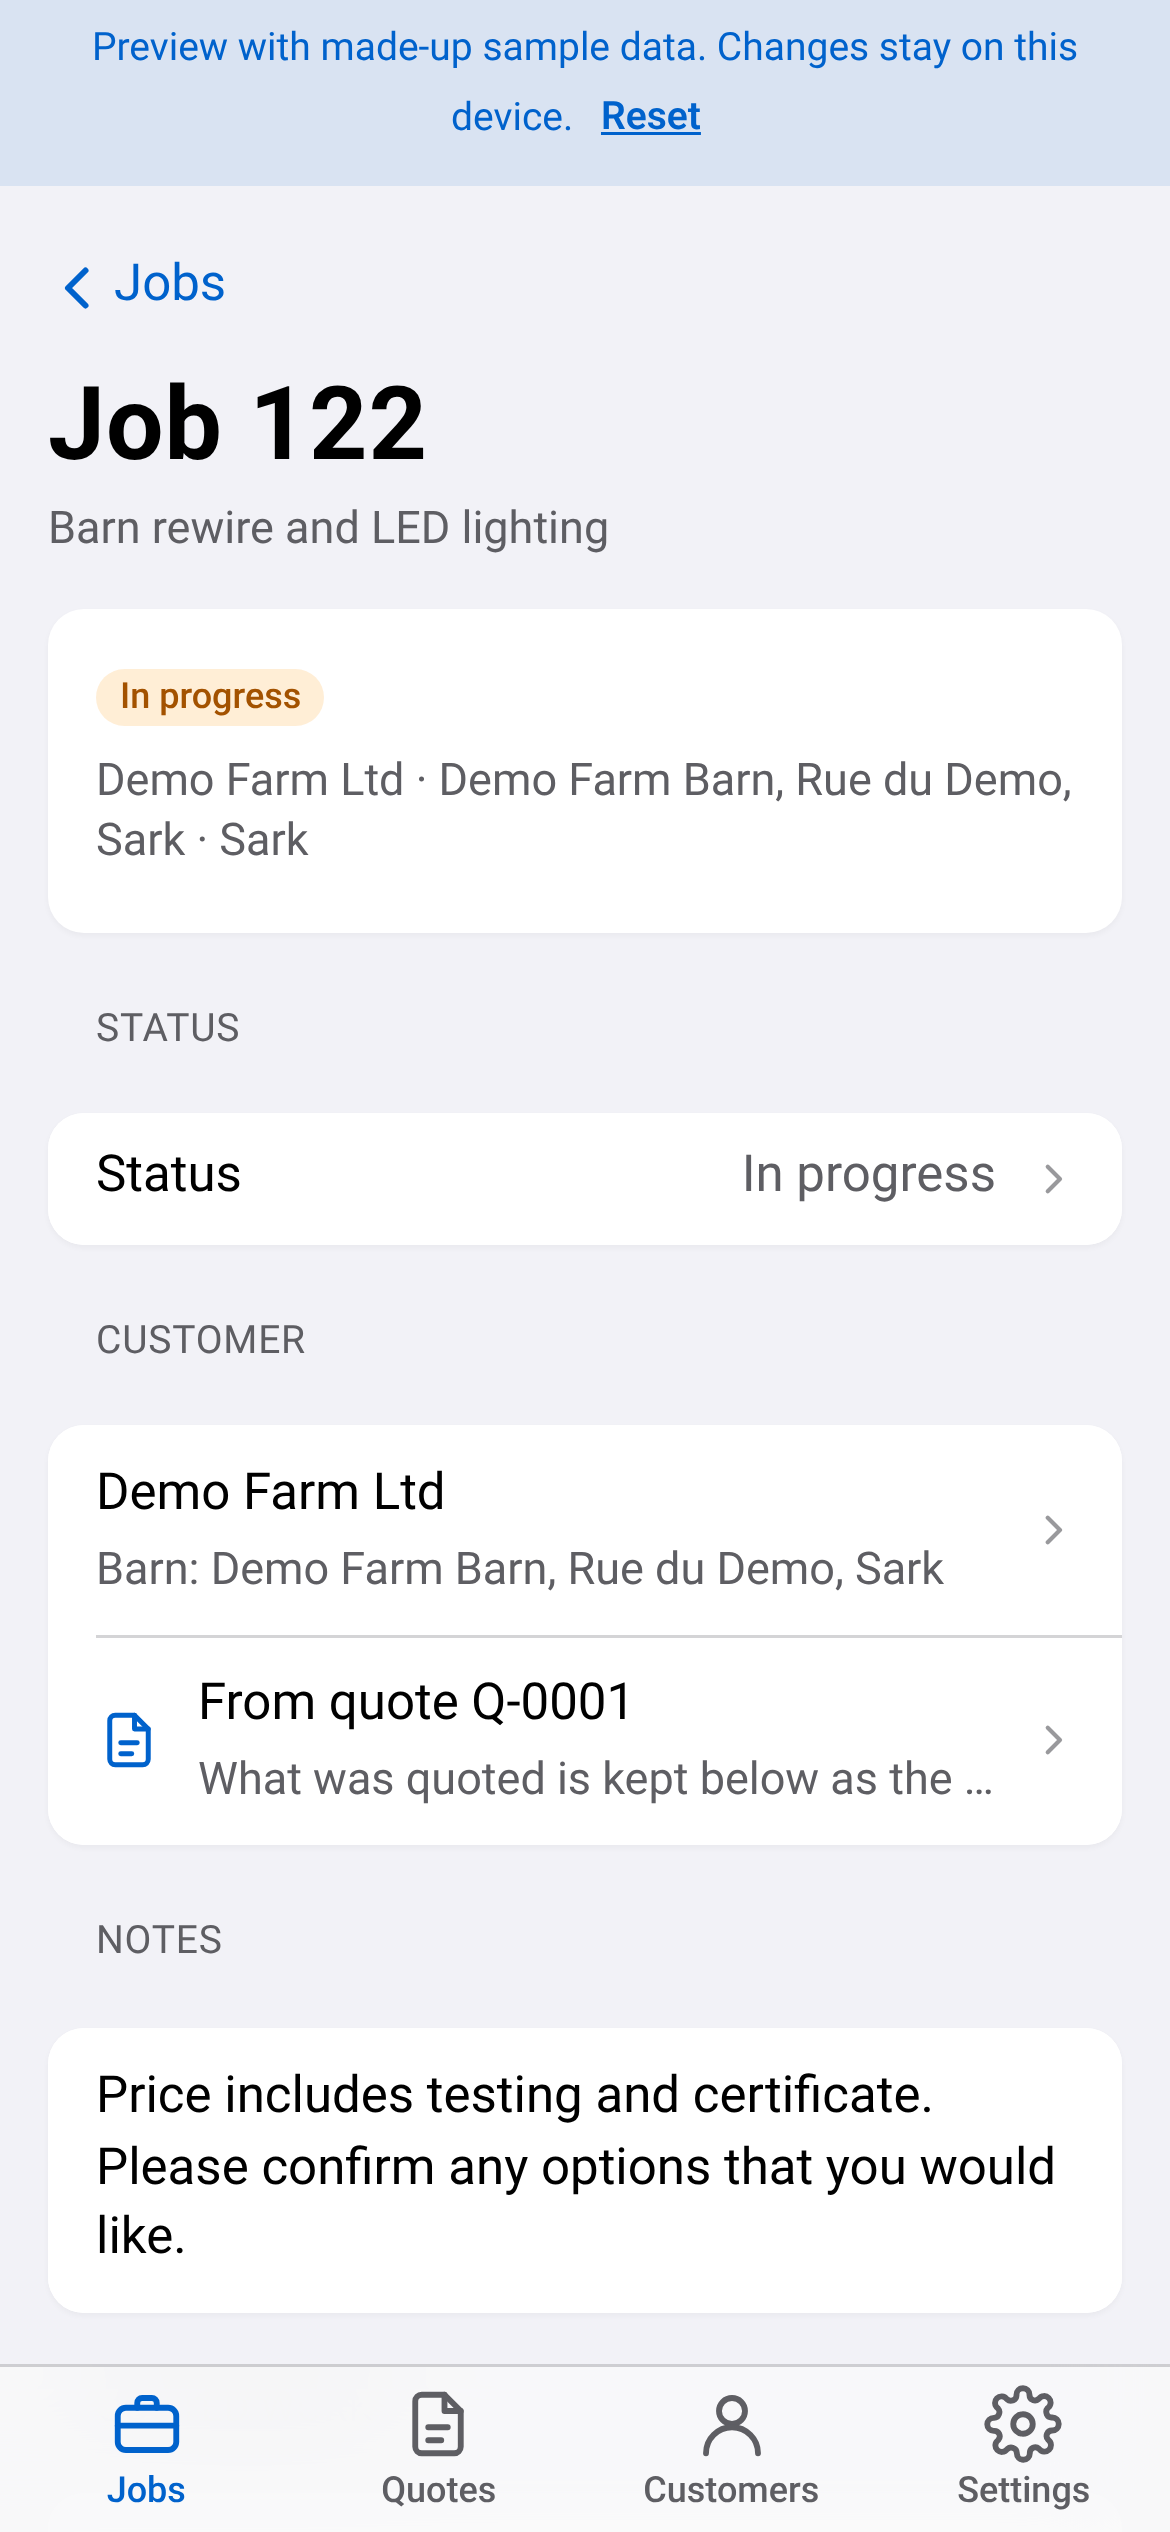 Preview with made-up sample data. Changes stay on this
device. Reset
Jobs
Job 122
Barn rewire and LED lighting
In progress
Demo Farm Ltd · Demo Farm Barn, Rue du Demo,
Sark · Sark
STATUS
Status In progress
CUSTOMER
Demo Farm Ltd
Barn: Demo Farm Barn, Rue du Demo, Sark
From quote Q-0001
What was quoted is kept below as the ...
NOTES
Price includes testing and certificate.
Please confirm any options that you would
like.
Jobs Quotes Customers Settings